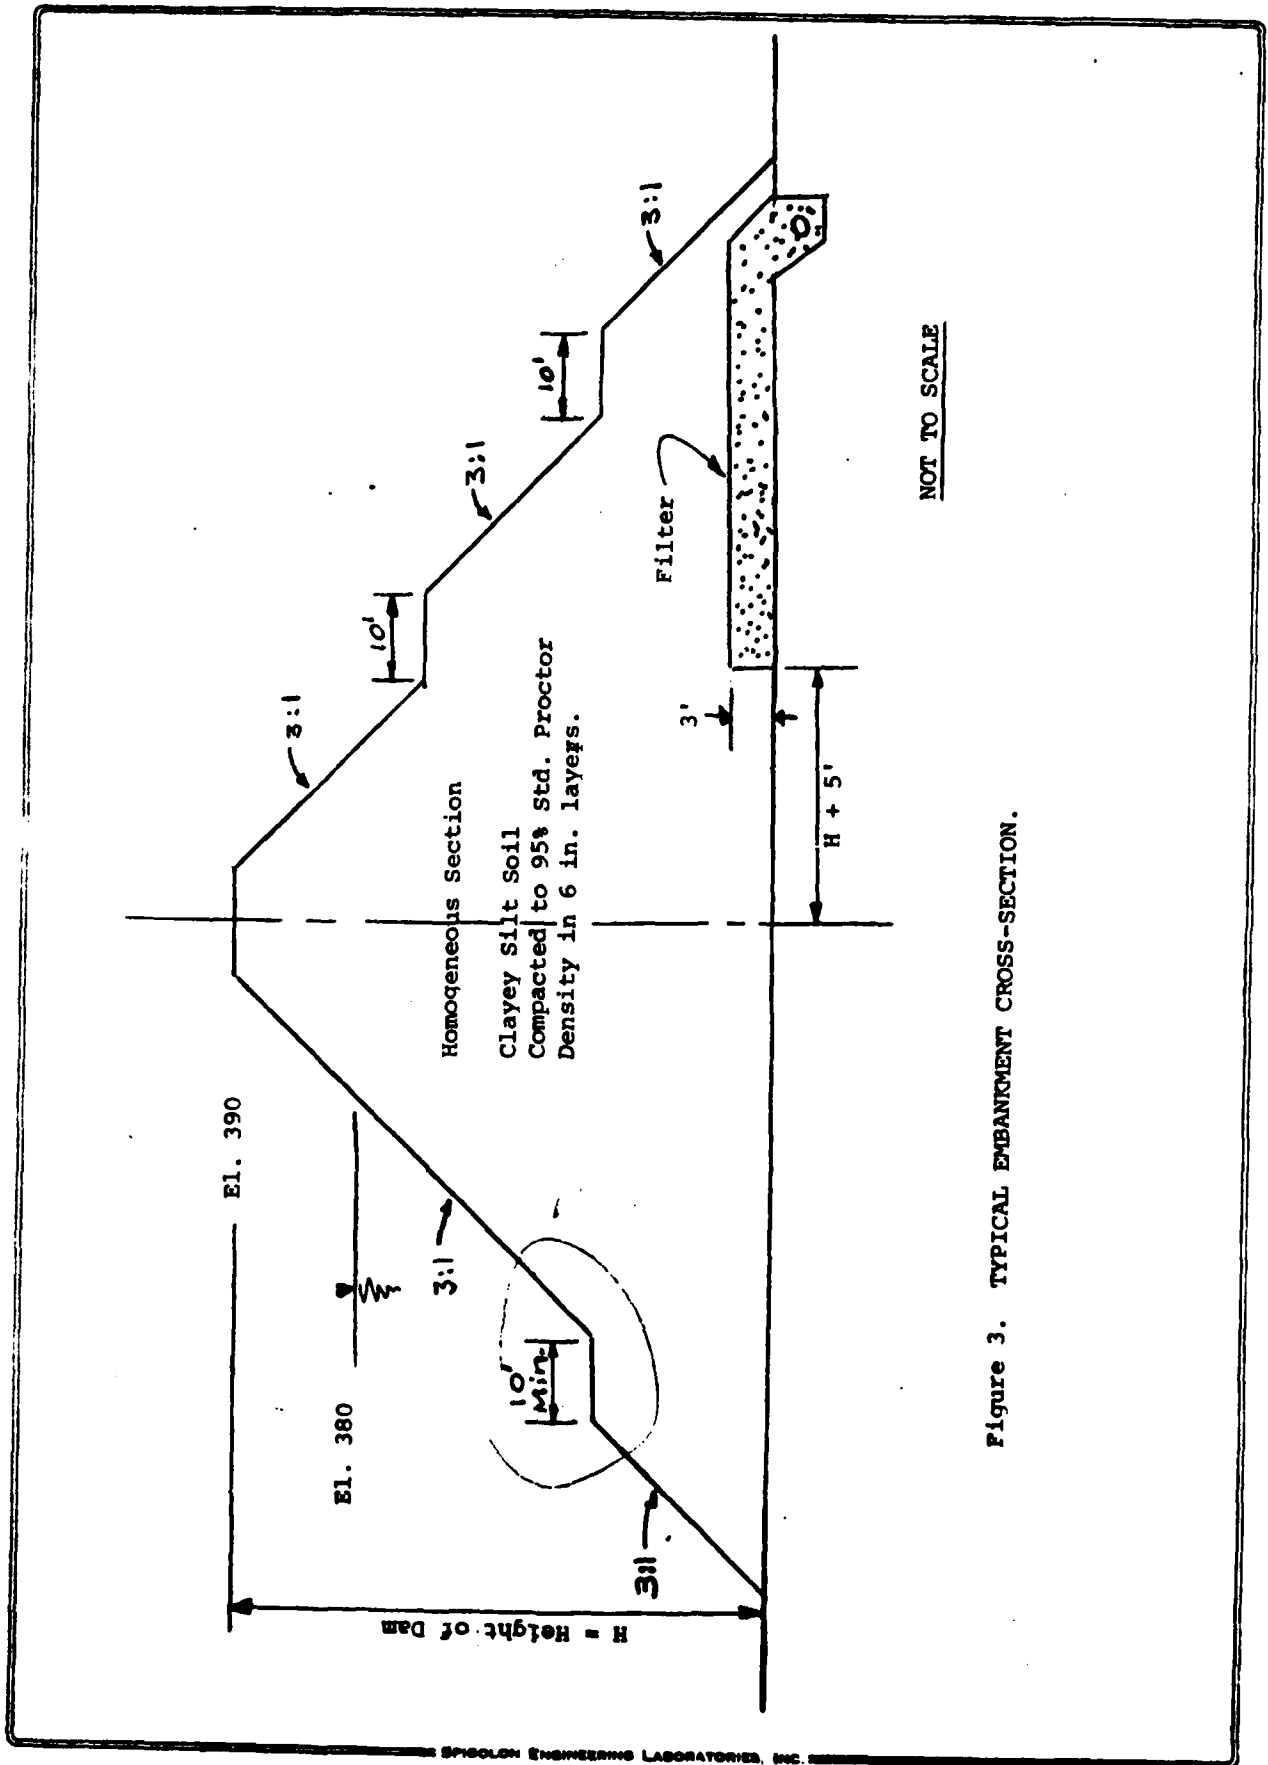 El. 390
El. 380
3:1
3:1
10'
10'
3:1
3:1
10'
Min.
3:1
Homogeneous Section
Clayey Silt Soil
Compacted to 95% Std. Proctor
Density in 6 in. layers.
Filter
3'
H + 5'
H = Height of Dam
NOT TO SCALE
Figure 3. TYPICAL EMBANKMENT CROSS-SECTION.
SPIGOLON ENGINEERING LABORATORIES, INC.